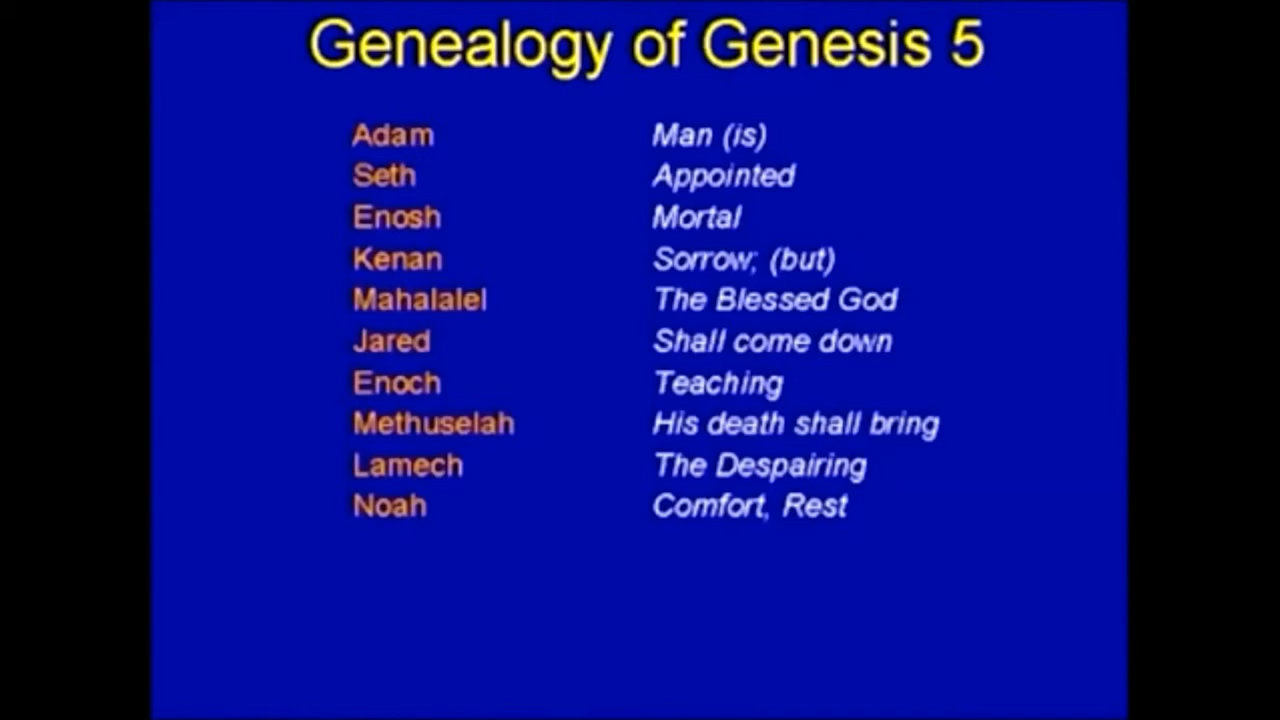 Genealogy of Genesis 5
Adam Man (is)
Seth Appointed
Enosh Mortal
Kenan Sorrow; (but)
Mahalalel The Blessed God
Jared Shall come down
Enoch Teaching
Methuselah His death shall bring
Lamech The Despairing
Noah Comfort, Rest